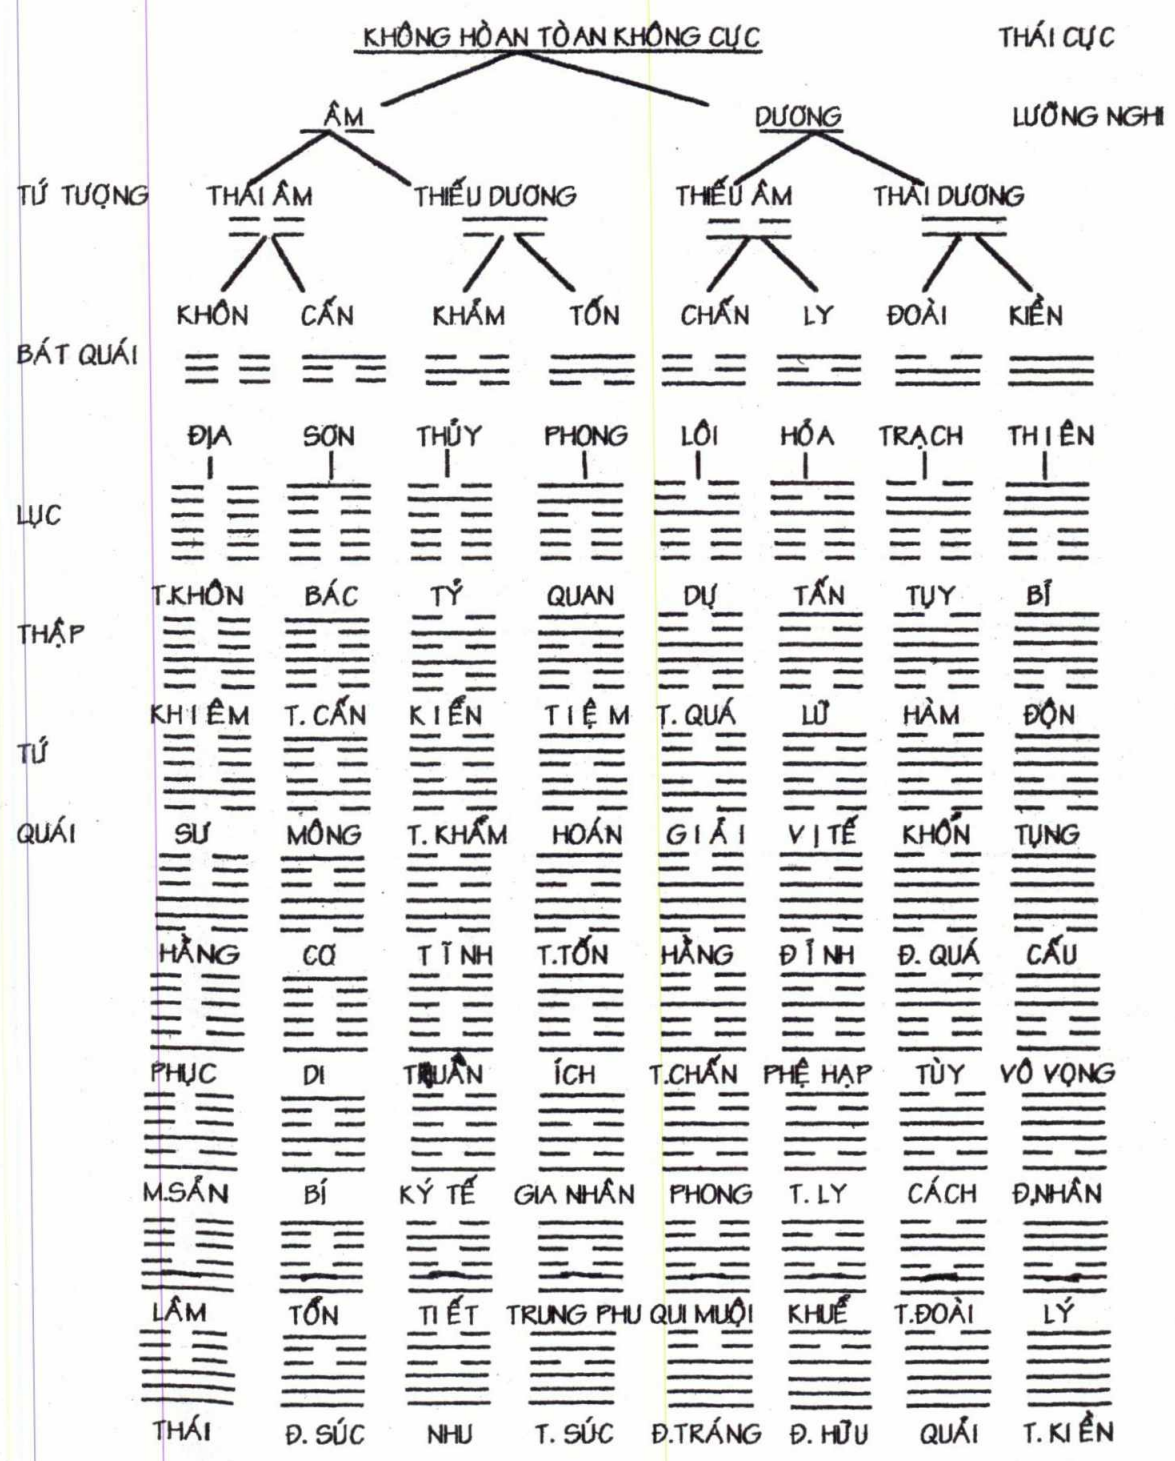 KHÔNG HÒAN TÒAN KHÔNG CỰC THÁI CỰC
ÂM DƯƠNG LƯỠNG NGHI
TỨ TƯỢNG THÁI ÂM THIẾU DƯƠNG THIẾU ÂM THÁI DƯƠNG
KHÔN CẤN KHẢM TỐN CHẤN LY ĐOÀI KIỀN
BÁT QUÁI
ĐỊA SƠN THỦY PHONG LÔI HỎA TRẠCH THIÊN
LỤC
T.KHÔN BÁC TỶ QUAN DỰ TẤN TỤY BĨ
THẬP
KHIÊM T. CẤN KIỂN TIỆM T. QUÁ LỮ HÀM ĐỘN
TỨ
QUÁI SƯ MÔNG T. KHẢM HOÁN GIẢI VỊ TẾ KHỐN TỤNG
HẰNG CƠ TĨNH T.TỐN HẰNG ĐĨNH Đ. QUÁ CẤU
PHỤC DI TRUÂN ÍCH T.CHẤN PHỆ HẠP TÙY VÔ VỌNG
M.SẢN BÍ KÝ TẾ GIA NHÂN PHONG T. LY CÁCH Đ.NHÂN
LÂM TỔN TIẾT TRUNG PHU QUI MUỘI KHUỂ T.ĐOÀI LÝ
THÁI Đ. SÚC NHU T. SÚC Đ.TRÁNG Đ. HỮU QUẢI T. KIỀN